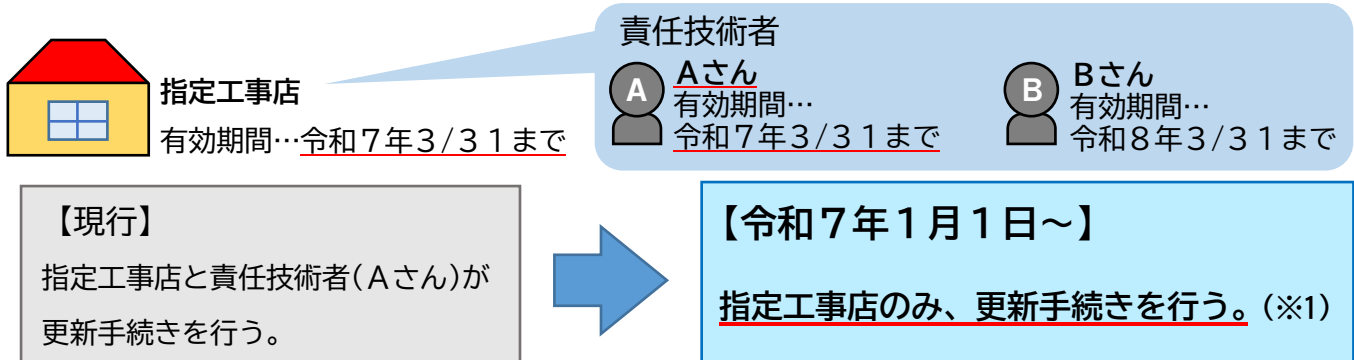 責任技術者
指定工事店
有効期間…令和７年３/３１まで
A
Aさん
有効期間…
令和７年３/３１まで
B
Bさん
有効期間…
令和８年３/３１まで
【現行】
指定工事店と責任技術者(Aさん)が
更新手続きを行う。
【令和７年１月１日～】
指定工事店のみ、更新手続きを行う。(※1)